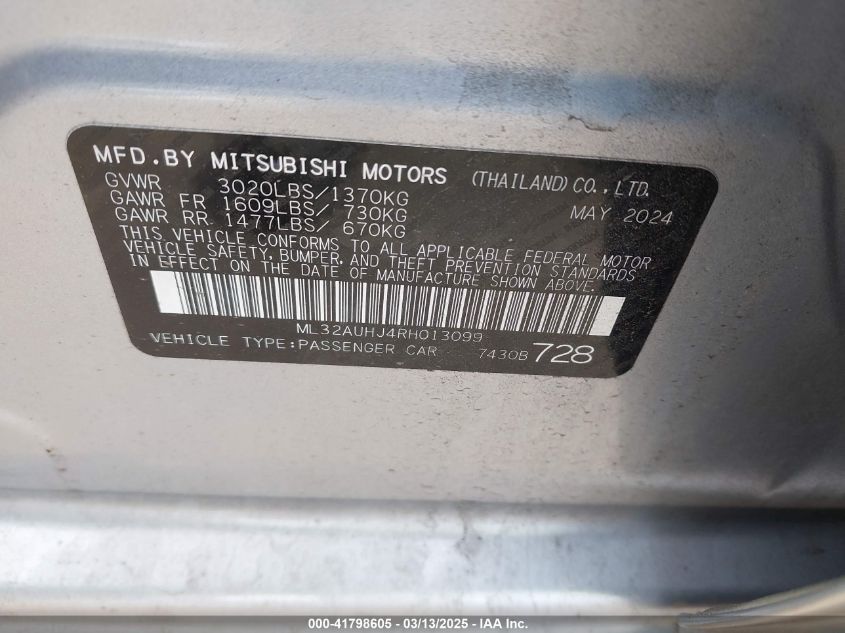 MFD.BY MITSUBISHI MOTORS (THAILAND)CO.,LTD.
GVWR 3020LBS/1370KG
GAWR FR 1609LBS/ 730KG MAY 2024
GAWR RR. 1477LBS/ 670KG
THIS VEHICLE CONFORMS TO ALL APPLICABLE FEDERAL MOTOR
VEHICLE SAFETY, BUMPER, AND THEFT PREVENTION STANDARDS
IN EFFECT ON THE DATE OF MANUFACTURE SHOWN ABOVE.
ML32AUHJ4RH013099
VEHICLE TYPE:PASSENGER CAR 7430B 728
000-41798605 - 03/13/2025 - IAA Inc.